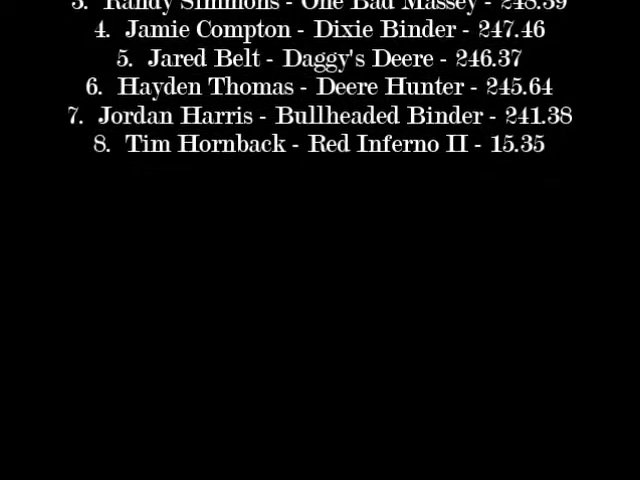 3. Randy Simmons - One Bad Massey - 248.39
4. Jamie Compton - Dixie Binder - 247.46
5. Jared Belt - Daggy's Deere - 246.37
6. Hayden Thomas - Deere Hunter - 245.64
7. Jordan Harris - Bullheaded Binder - 241.38
8. Tim Hornback - Red Inferno II - 15.35